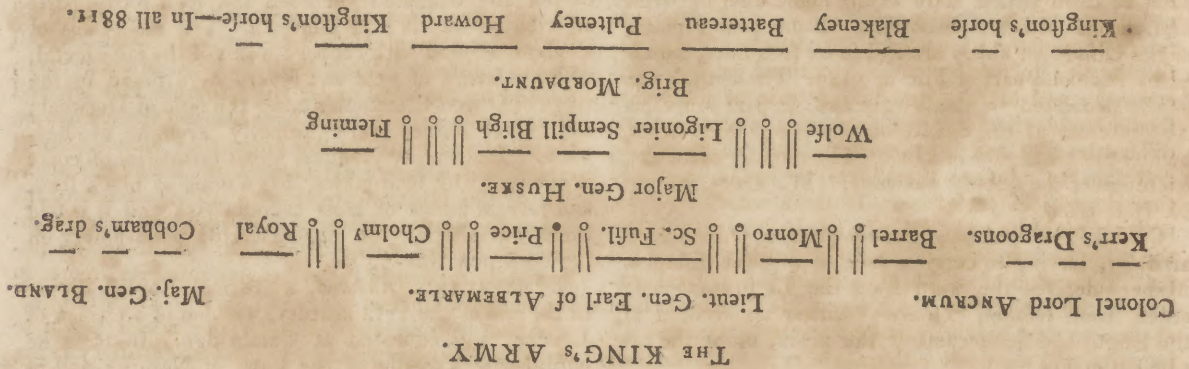 THE KING's ARMY.
Colonel Lord ANCRUM. Lieut. Gen. Earl of ALBEMARLE. Maj. Gen. BLAND.
Kerr's Dragoons. Barrel Monro Sc. Fuſil. Price Cholmʸ Royal Cobham's drag.
Major Gen. HUSKE.
Wolfe Ligonier Sempill Bligh Fleming
Brig. MORDAUNT.
Kingſton's horſe Blakeney Battereau Pulteney Howard Kingſton's horſe—In all 8811.